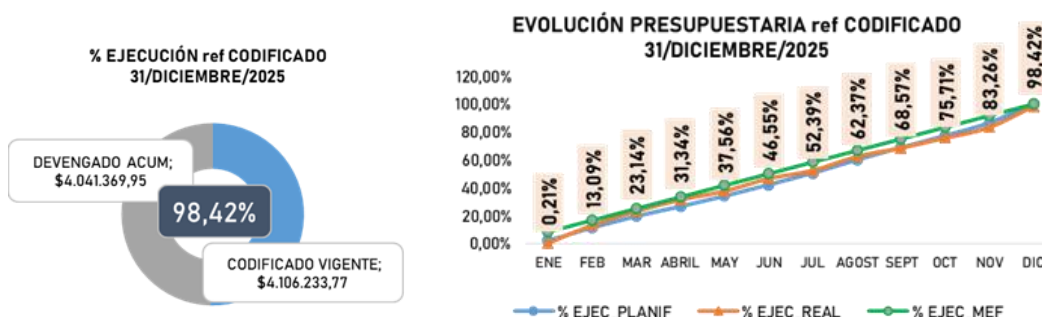 % EJECUCIÓN ref CODIFICADO
31/DICIEMBRE/2025
DEVENGADO ACUM;
$4.041.369,95
98,42%
CODIFICADO VIGENTE;
$4.106.233,77
EVOLUCIÓN PRESUPUESTARIA ref CODIFICADO
31/DICIEMBRE/2025
120,00%
100,00%
80,00%
60,00%
40,00%
20,00%
0,00%
0,21%
13,09%
23,14%
31,34%
37,56%
46,55%
52,39%
62,37%
68,57%
75,71%
83,26%
98,42%
ENE FEB MAR ABRIL MAY JUN JUL AGOST SEPT OCT NOV DIC
% EJEC PLANIF % EJEC REAL % EJEC MEF